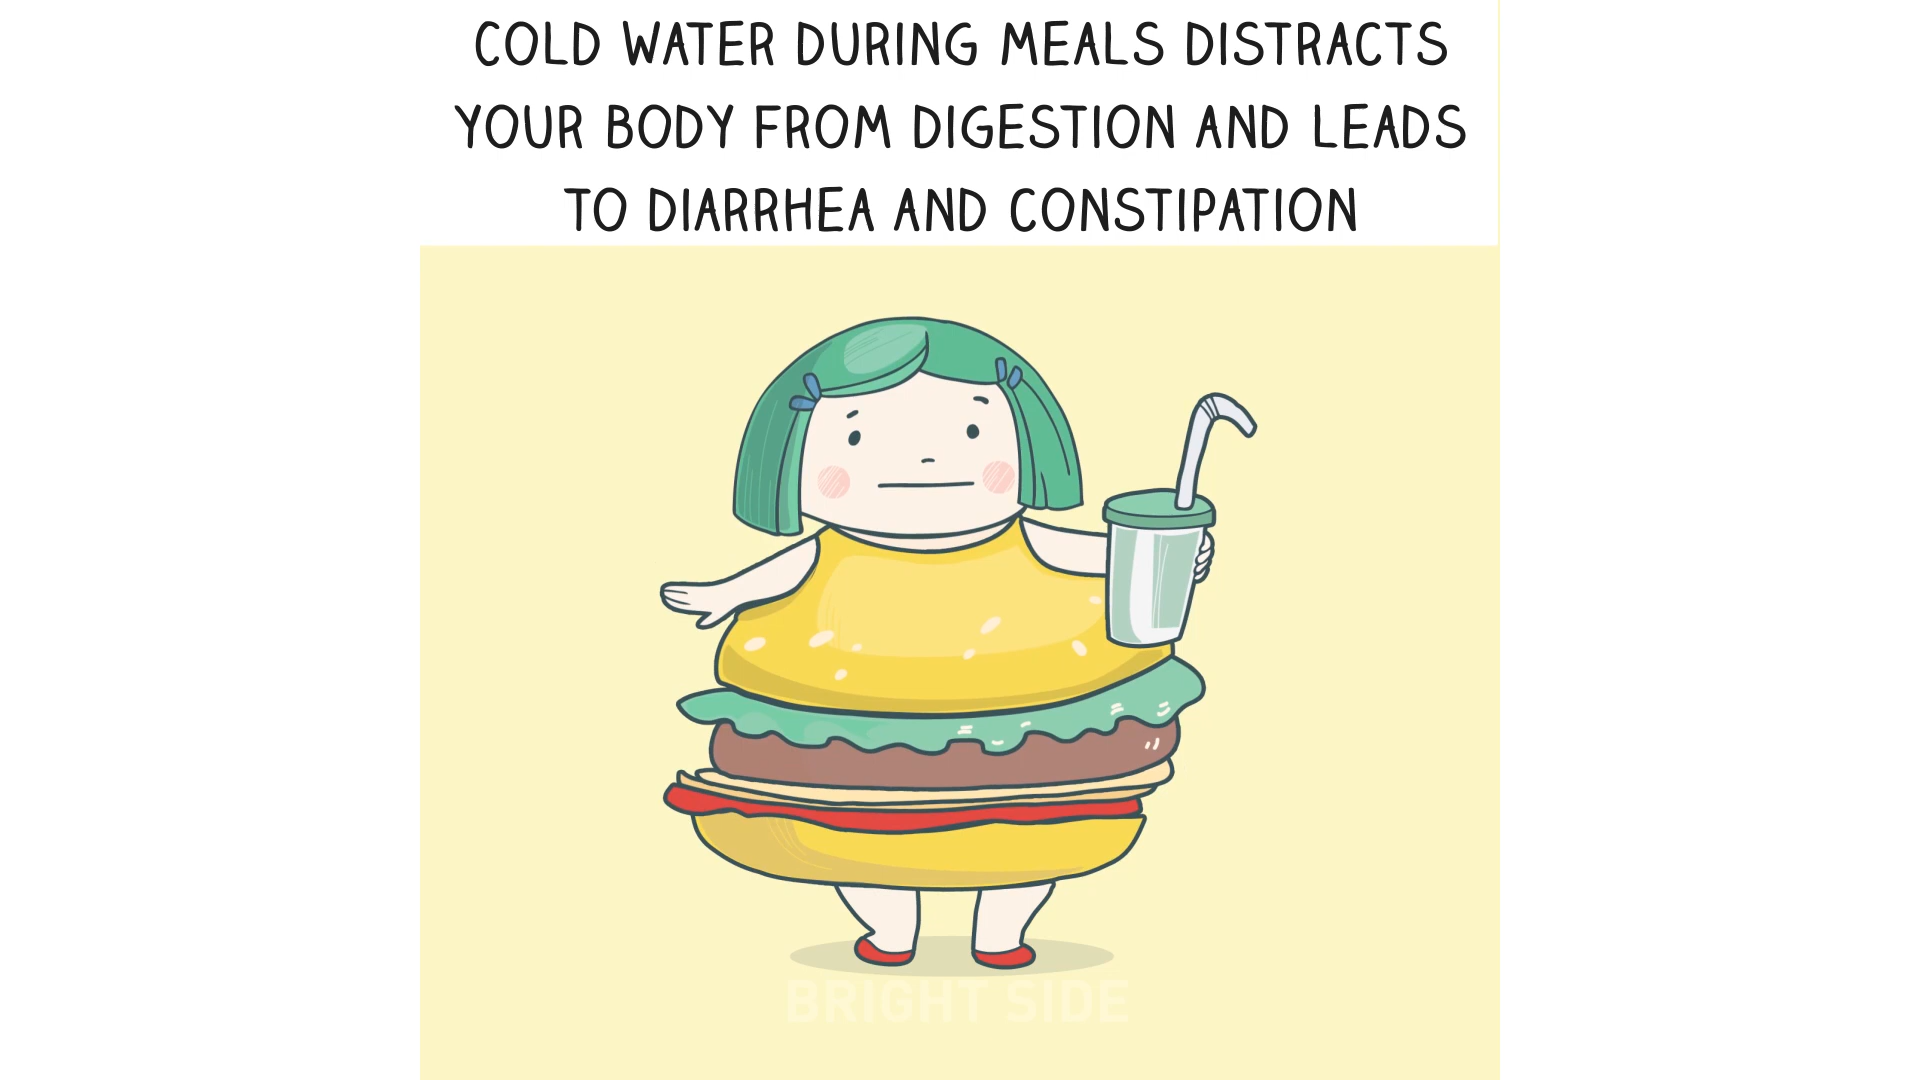 COLD WATER DURING MEALS DISTRACTS
YOUR BODY FROM DIGESTION AND LEADS
TO DIARRHEA AND CONSTIPATION
BRIGHT SIDE